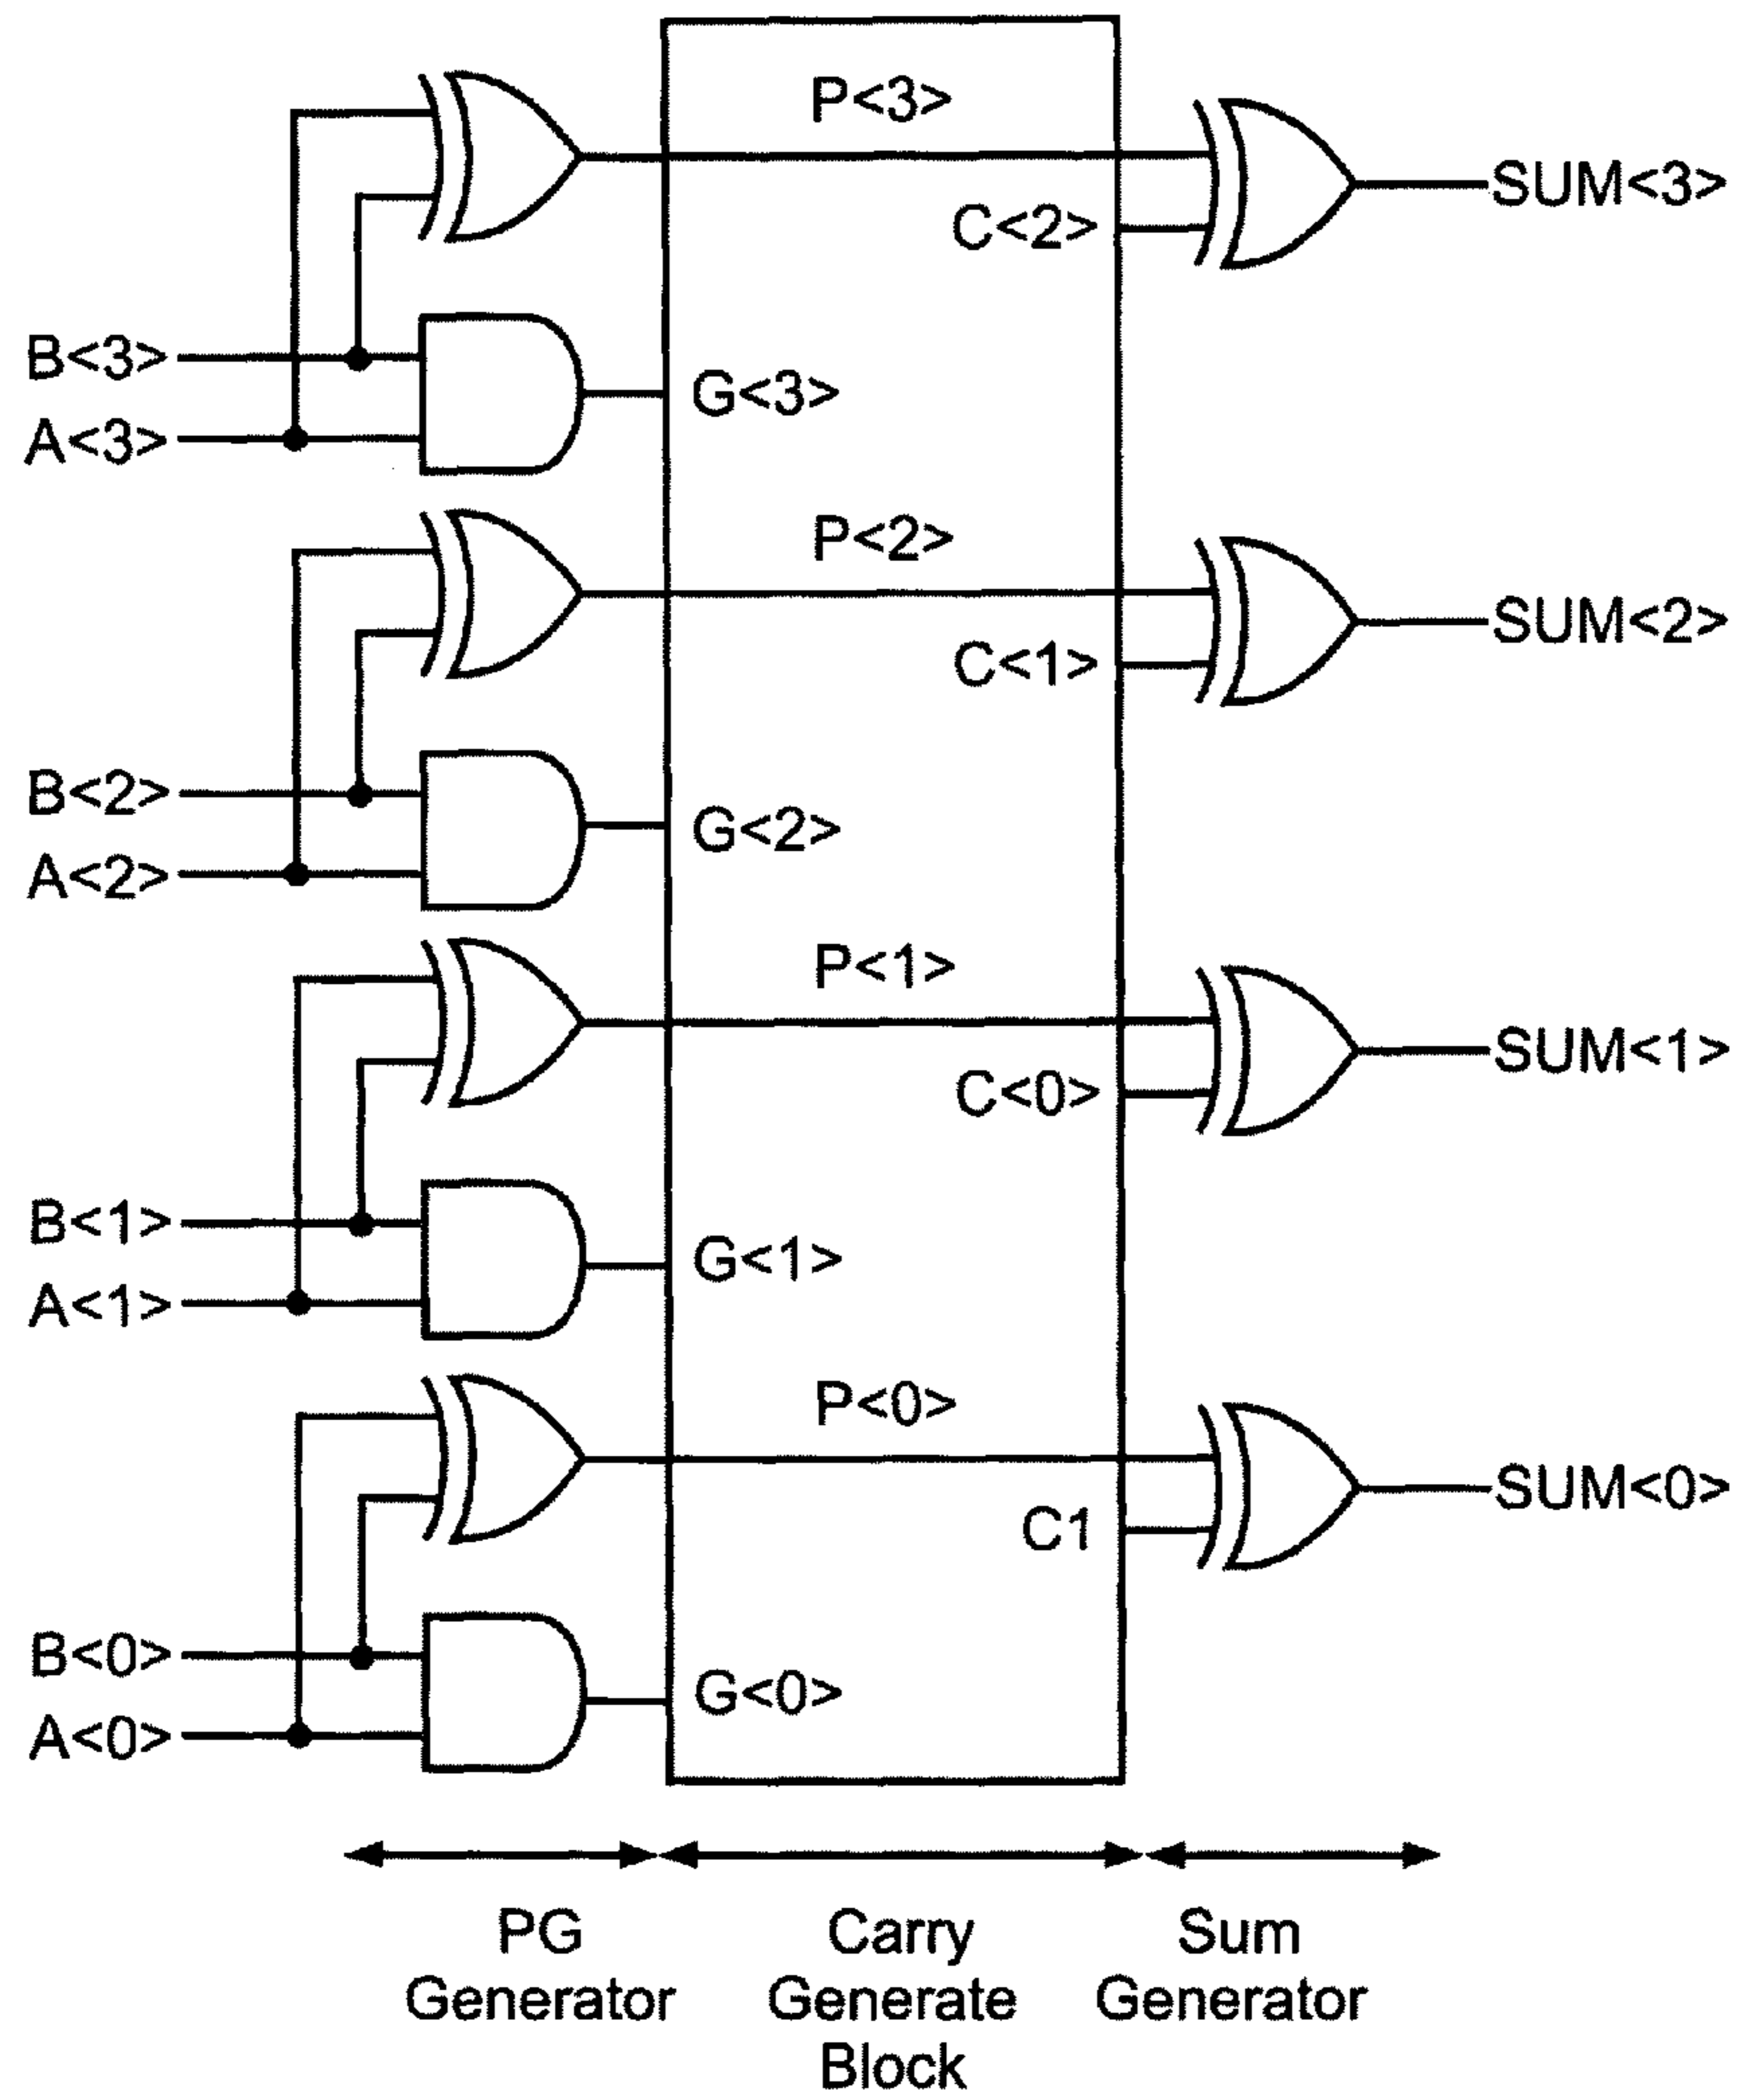 P<3>
SUM<3>
C<2>
B<3>
G<3>
A<3>
P<2>
SUM<2>
C<1>
B<2>
G<2>
A<2>
P<1>
SUM<1>
C<0>
B<1>
G<1>
A<1>
P<0>
SUM<0>
C1
B<0>
G<0>
A<0>
PG Generator
Carry Generate Block
Sum Generator